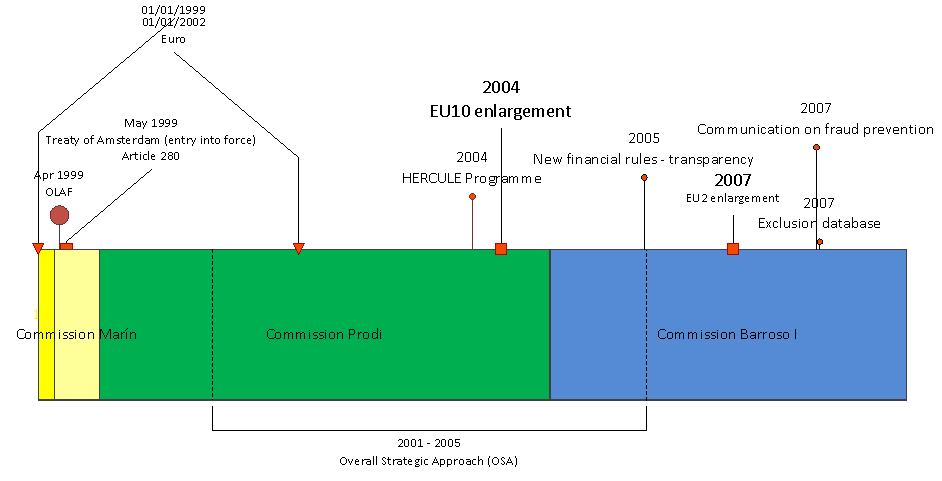 01/01/1999
01/01/2002
Euro
2004
EU10 enlargement
May 1999
Treaty of Amsterdam (entry into force)
Article 280
2007
Communication on fraud prevention
2005
New financial rules - transparency
2004
HERCULE Programme
Apr 1999
OLAF
2007
EU2 enlargement
2007
Exclusion database
Commission Marín
Commission Prodi
Commission Barroso I
2001 - 2005
Overall Strategic Approach (OSA)